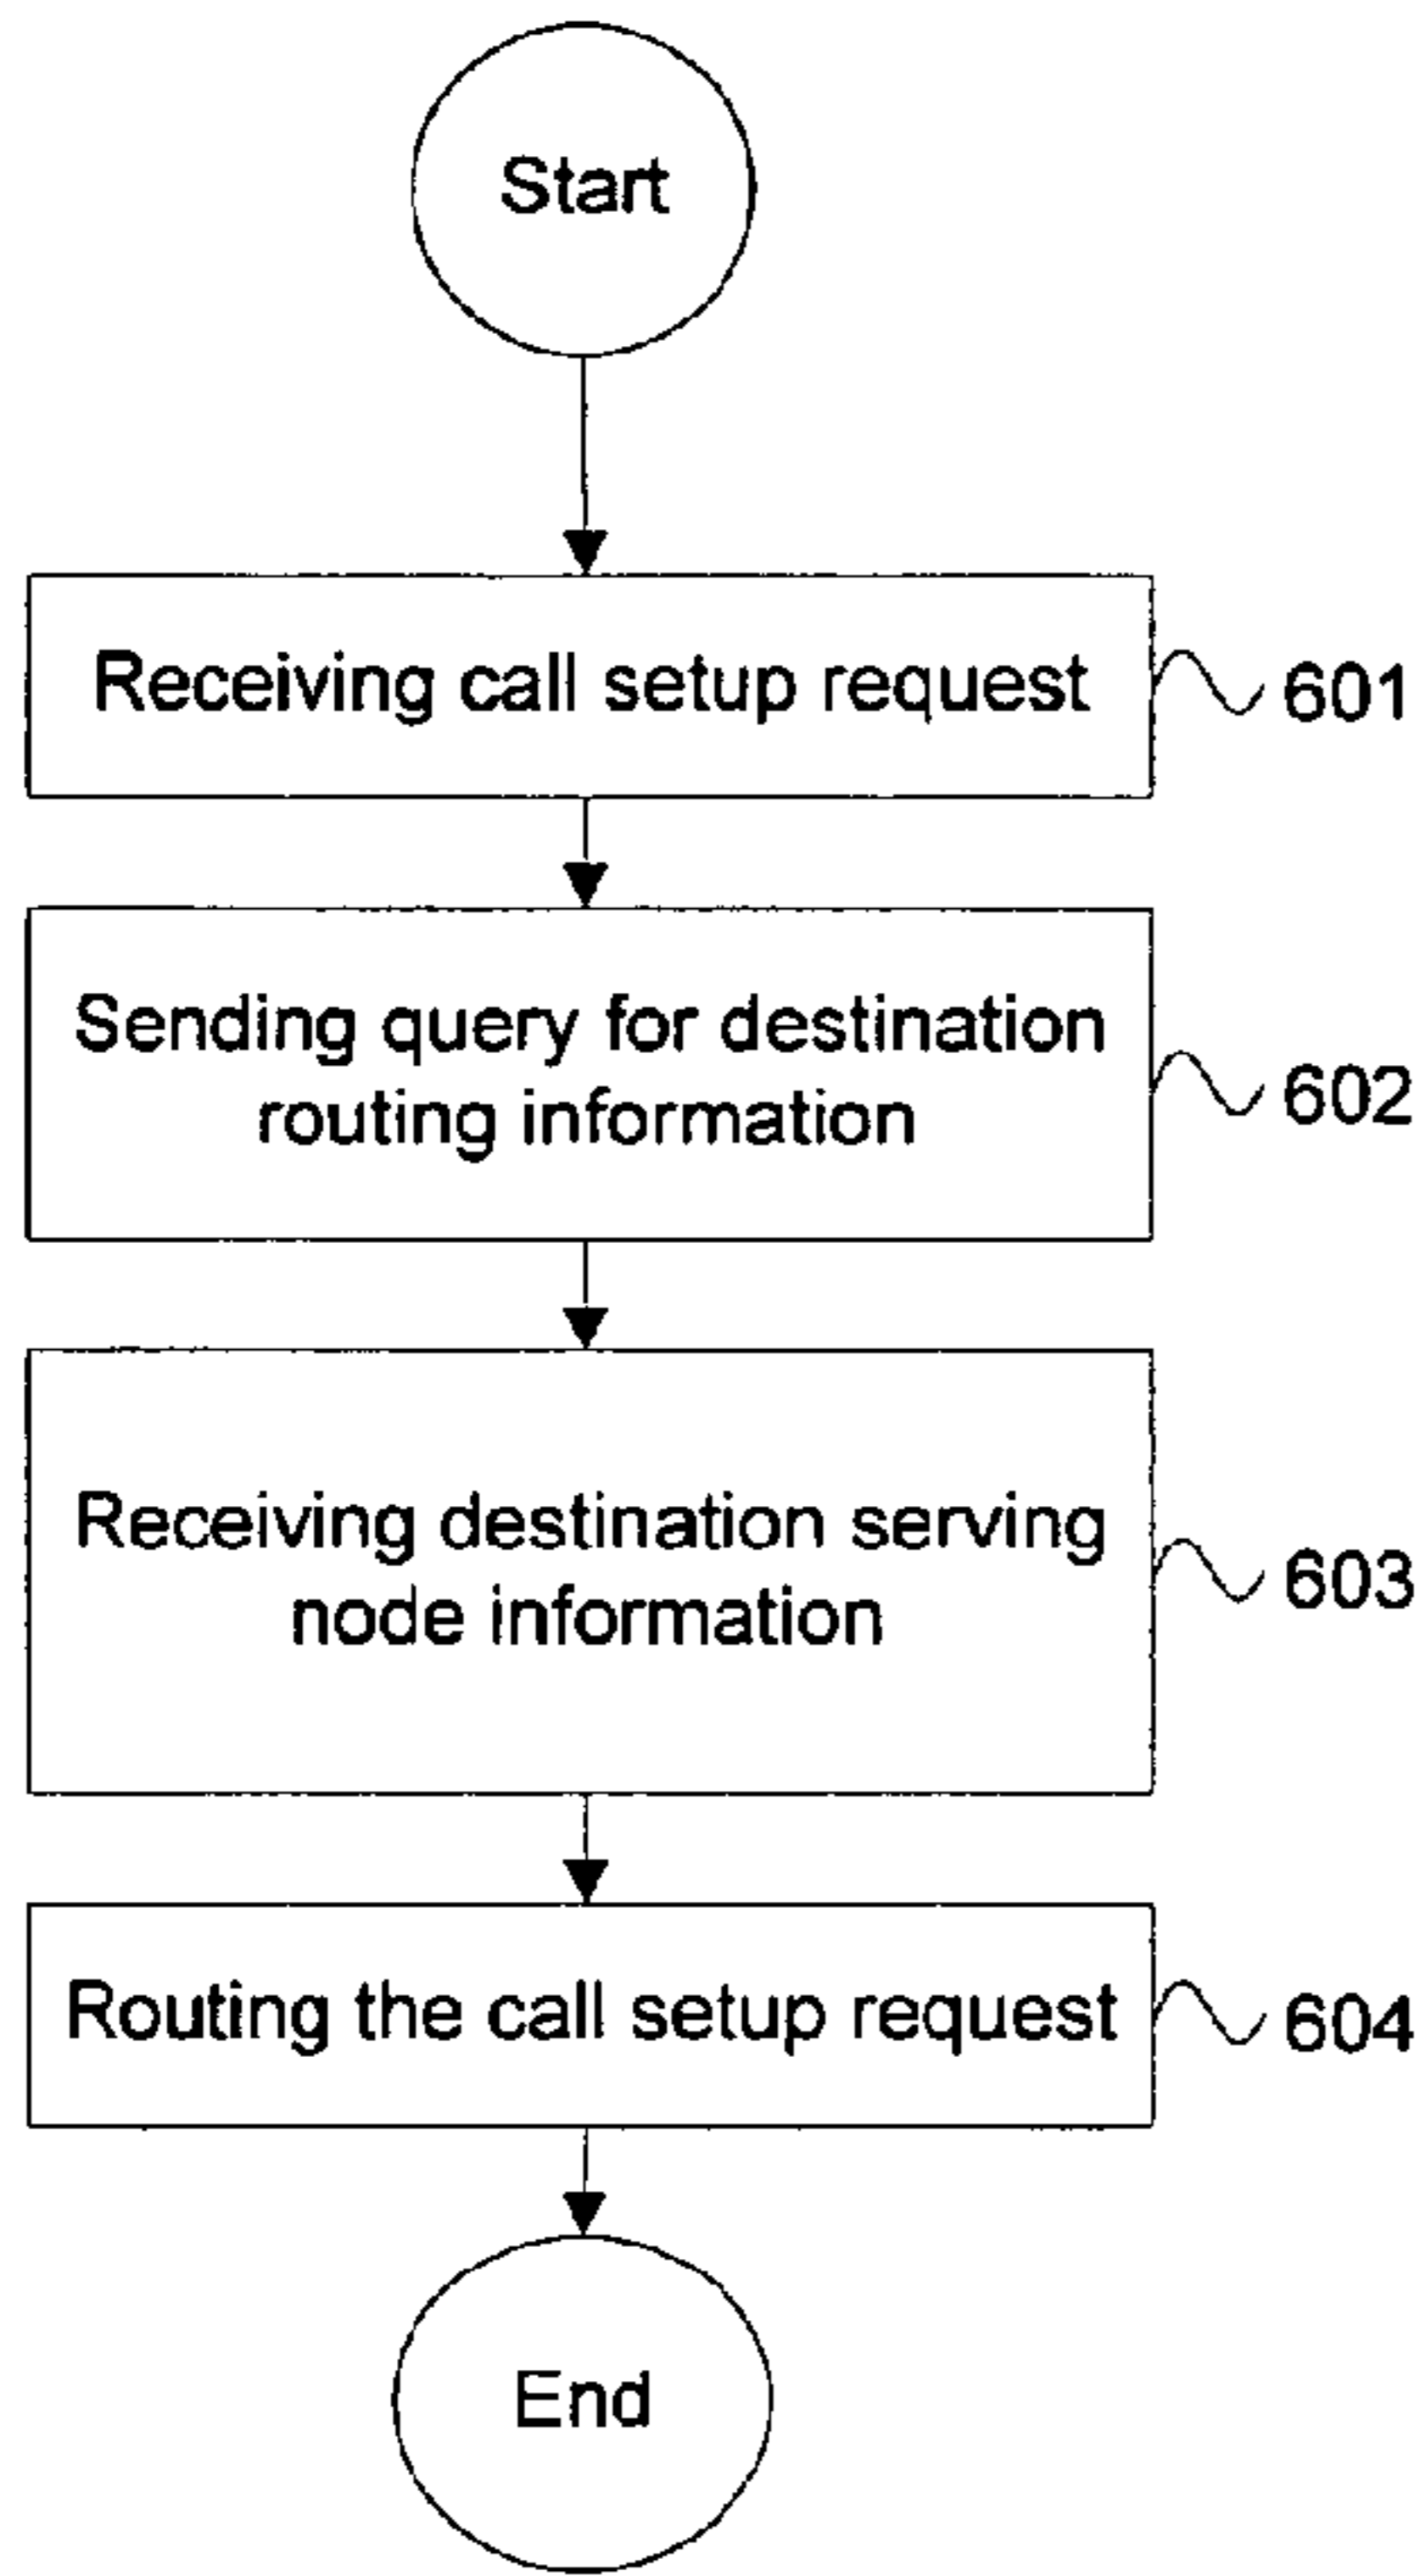 Start
Receiving call setup request
601
Sending query for destination
routing information
602
Receiving destination serving
node information
603
Routing the call setup request
604
End